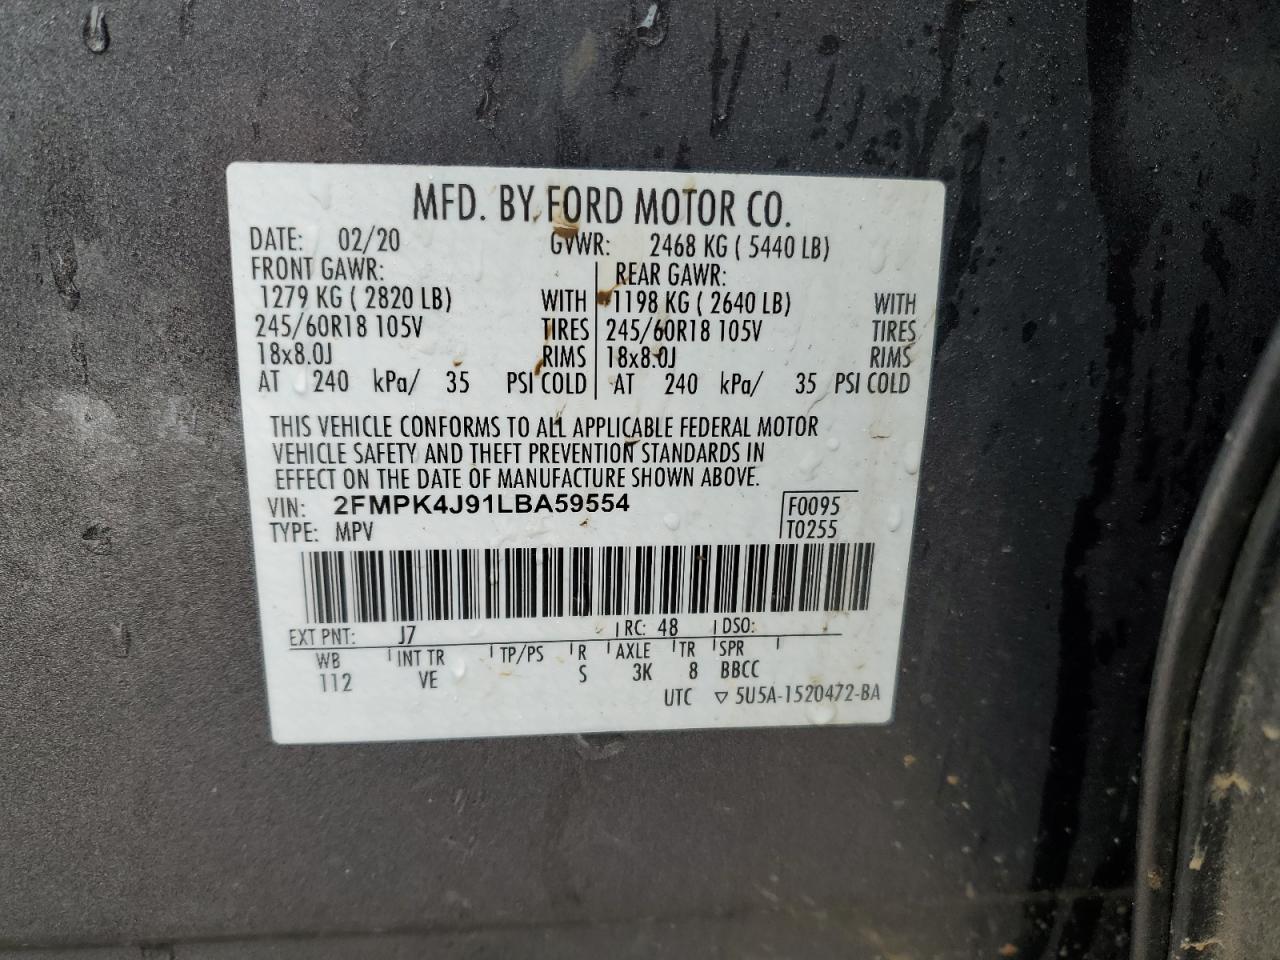 MFD. BY FORD MOTOR CO.
DATE: 02/20 GVWR: 2468 KG ( 5440 LB)
FRONT GAWR: REAR GAWR:
1279 KG ( 2820 LB) WITH 1198 KG ( 2640 LB) WITH
245/60R18 105V TIRES 245/60R18 105V TIRES
18x8.0J RIMS 18x8.0J RIMS
AT 240 kPa/ 35 PSI COLD AT 240 kPa/ 35 PSI COLD
THIS VEHICLE CONFORMS TO ALL APPLICABLE FEDERAL MOTOR
VEHICLE SAFETY AND THEFT PREVENTION STANDARDS IN
EFFECT ON THE DATE OF MANUFACTURE SHOWN ABOVE.
VIN: 2FMPK4J91LBA59554 F0095
TYPE: MPV T0255
EXT PNT: J7 RC: 48 DSO:
WB INT TR TP/PS R AXLE TR SPR
112 VE S 3K 8 BBCC
UTC ▽ 5U5A-1520472-BA